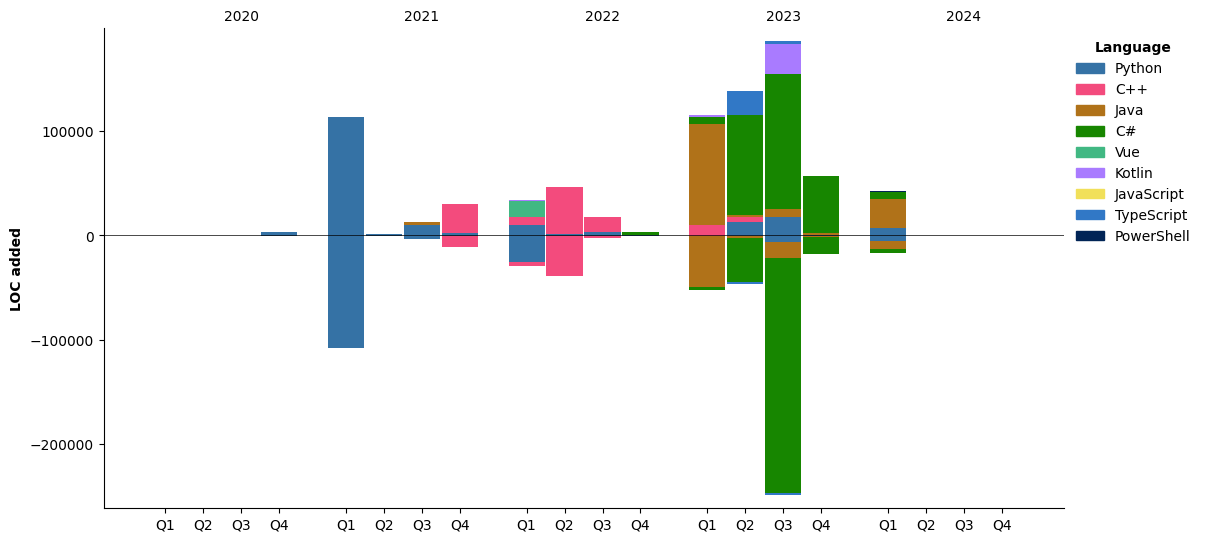 2020 2021 2022 2023 2024
Language
Python
C++
Java
C#
Vue
Kotlin
JavaScript
TypeScript
PowerShell
LOC added
100000
0
−100000
−200000
Q1 Q2 Q3 Q4 Q1 Q2 Q3 Q4 Q1 Q2 Q3 Q4 Q1 Q2 Q3 Q4 Q1 Q2 Q3 Q4